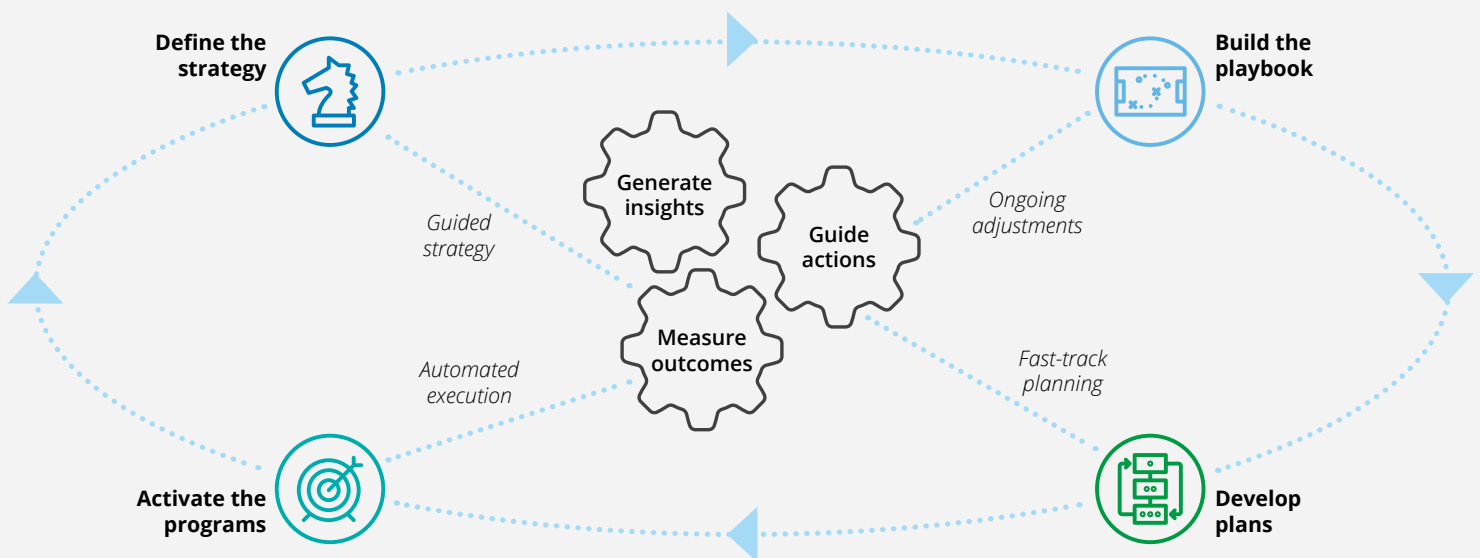 Define the
strategy
Build the
playbook
Generate
insights
Guide
actions
Guided
strategy
Ongoing
adjustments
Measure
outcomes
Automated
execution
Fast-track
planning
Activate the
programs
Develop
plans